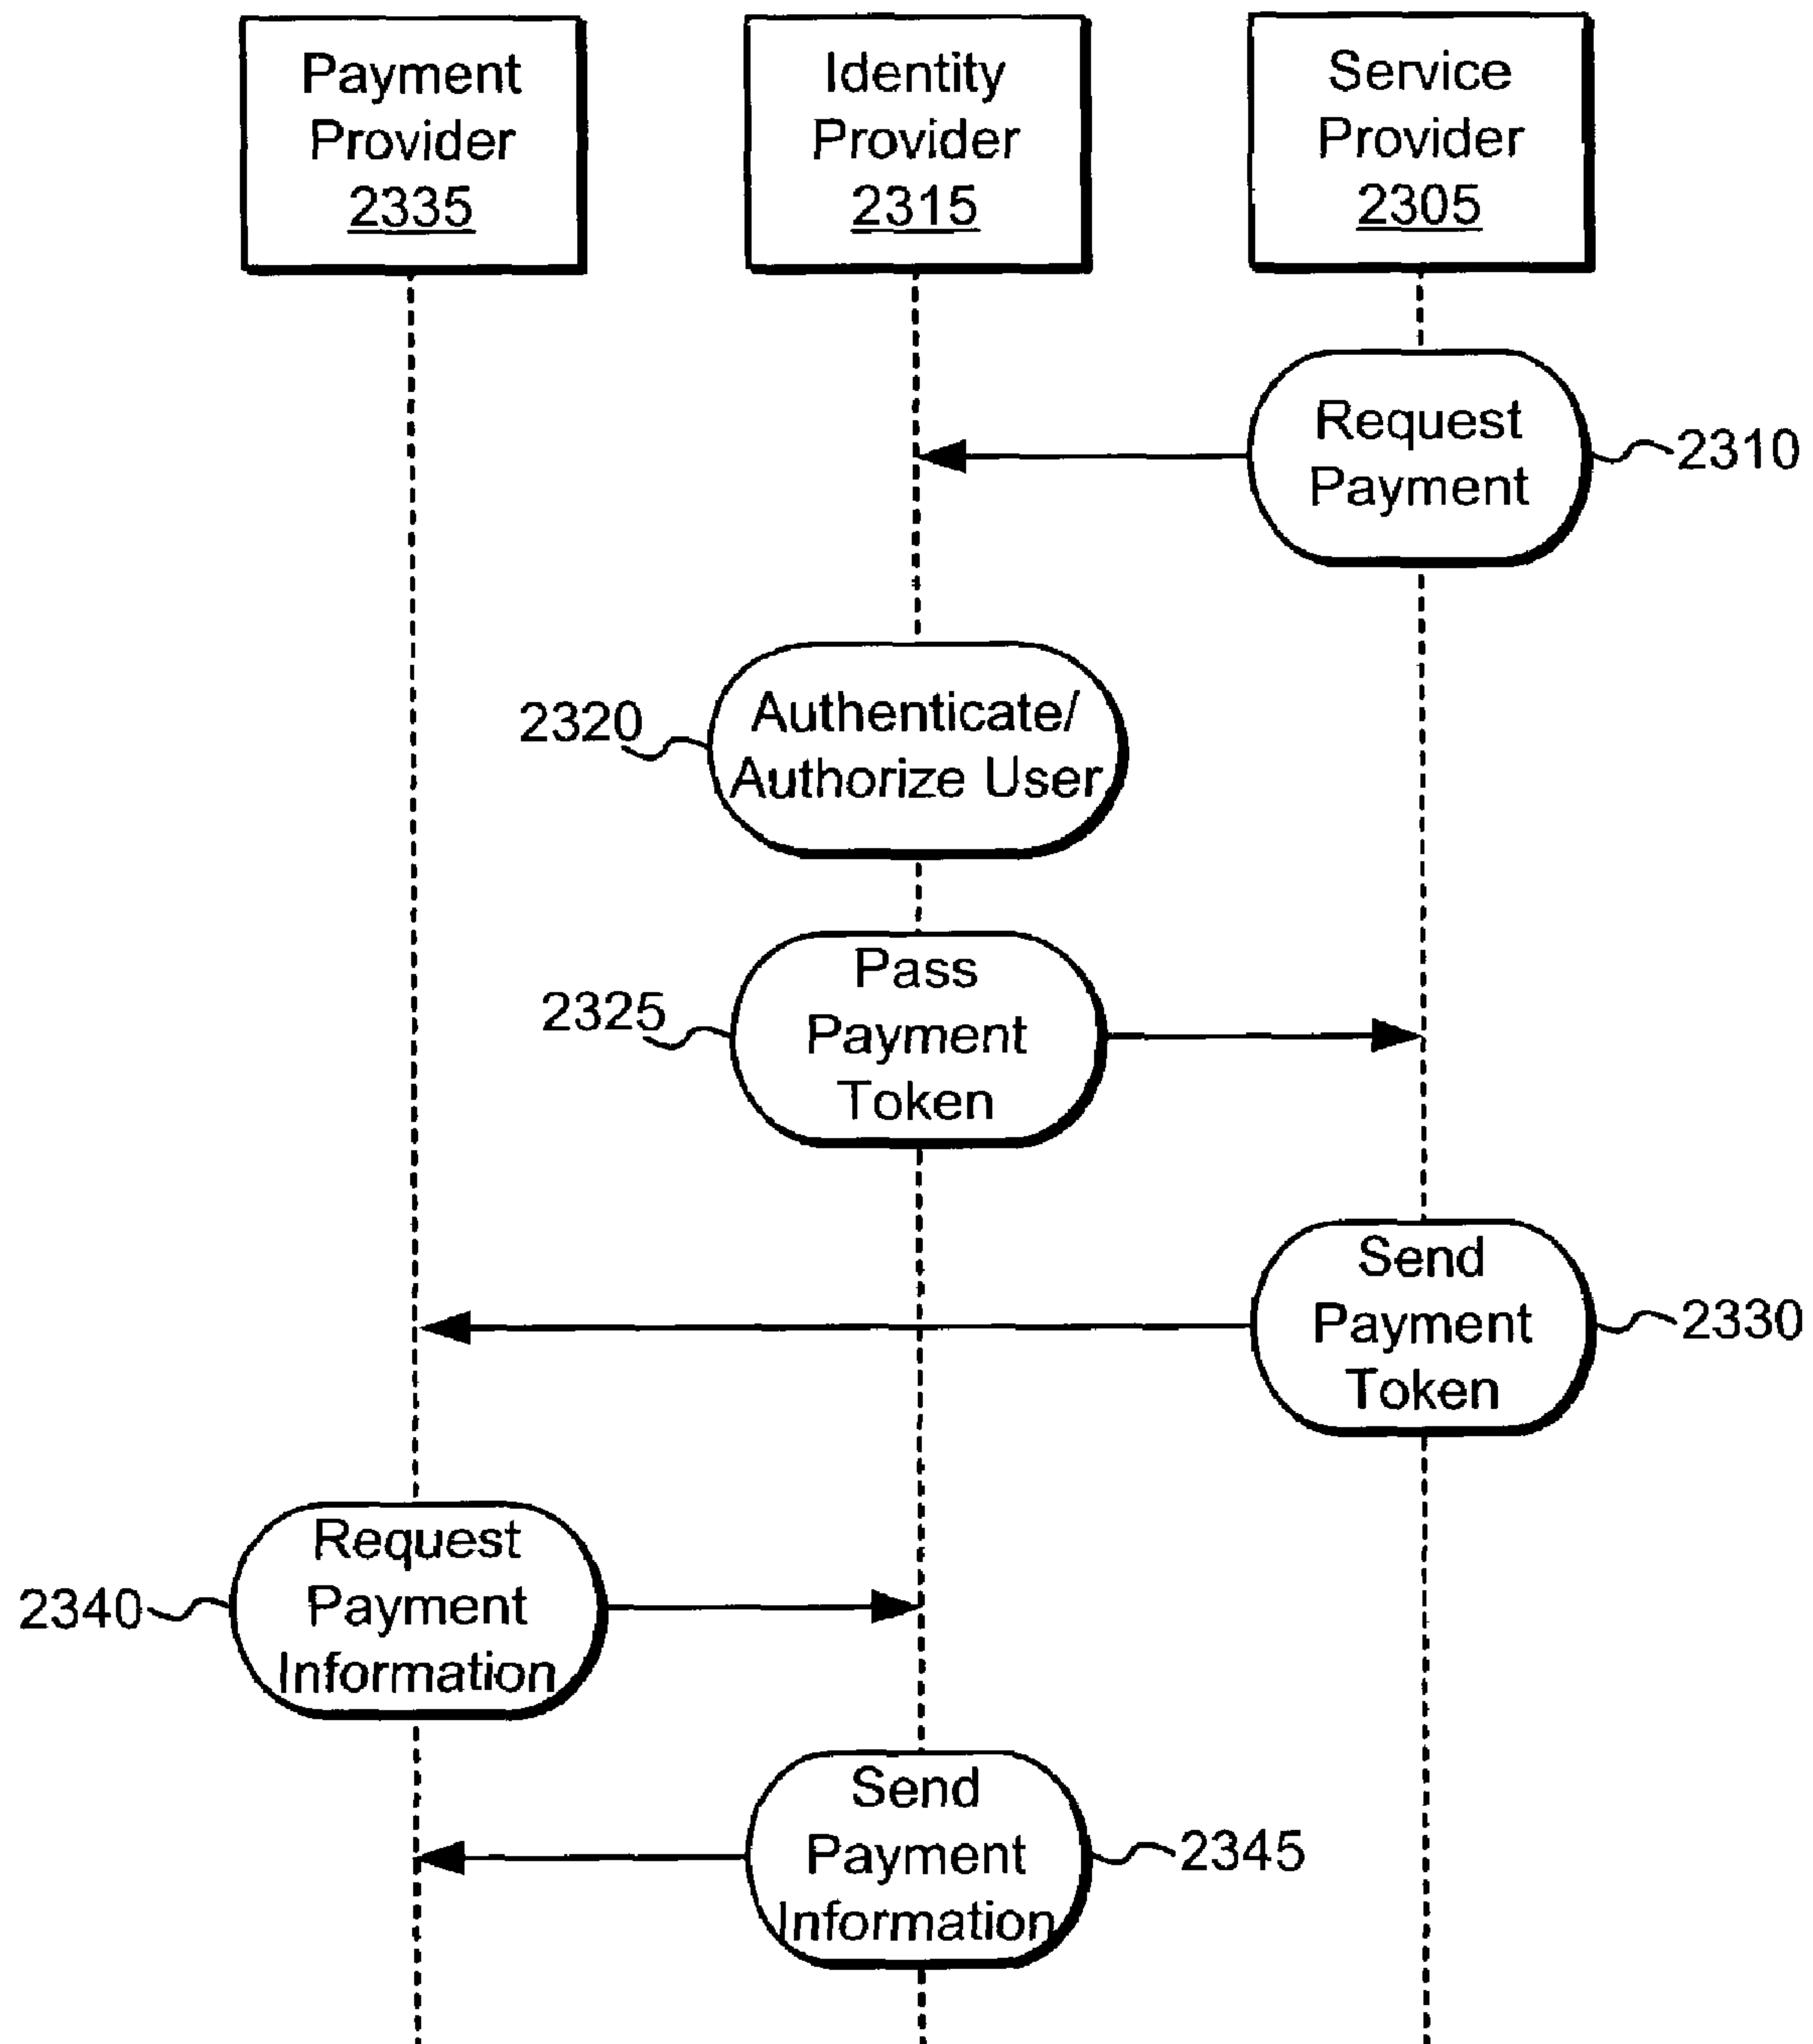 Payment
Provider
2335
Identity
Provider
2315
Service
Provider
2305
Request
Payment
2310
2320
Authenticate/
Authorize User
2325
Pass
Payment
Token
Send
Payment
Token
2330
2340
Request
Payment
Information
Send
Payment
Information
2345